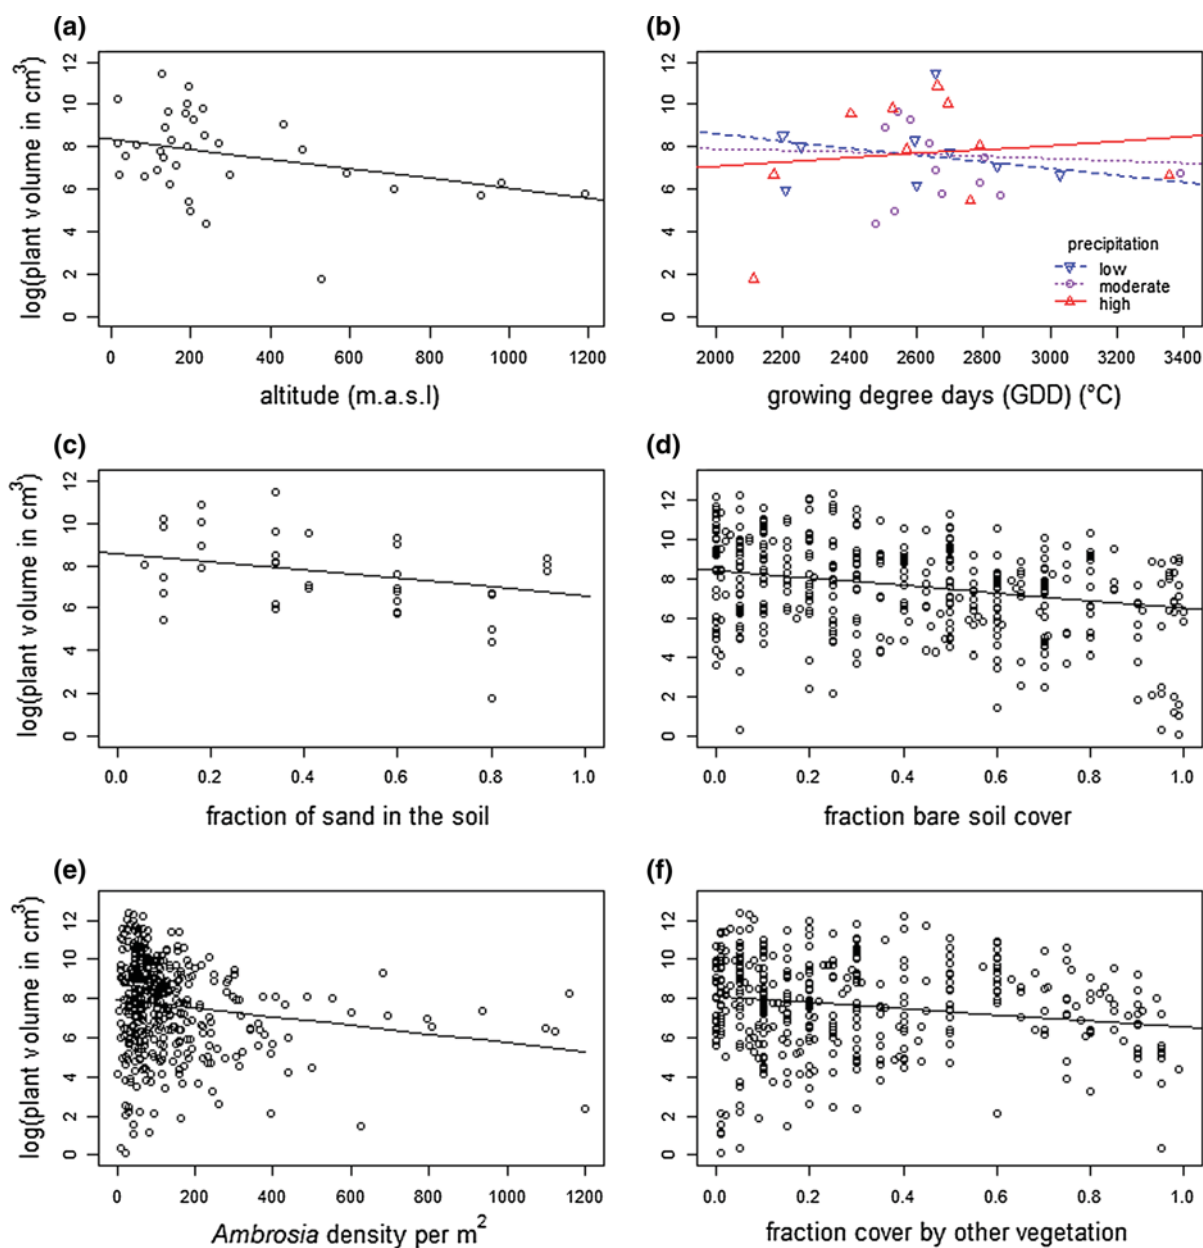 (a)
12
10
8
6
4
2
0
log(plant volume in cm³)
0 200 400 600 800 1000 1200
altitude (m.a.s.l)
(b)
12
10
8
6
4
2
0
precipitation
low
moderate
high
2000 2200 2400 2600 2800 3000 3200 3400
growing degree days (GDD) (°C)
(c)
12
10
8
6
4
2
0
log(plant volume in cm³)
0.0 0.2 0.4 0.6 0.8 1.0
fraction of sand in the soil
(d)
12
10
8
6
4
2
0
0.0 0.2 0.4 0.6 0.8 1.0
fraction bare soil cover
(e)
12
10
8
6
4
2
0
log(plant volume in cm³)
0 200 400 600 800 1000 1200
Ambrosia density per m²
(f)
12
10
8
6
4
2
0
0.0 0.2 0.4 0.6 0.8 1.0
fraction cover by other vegetation